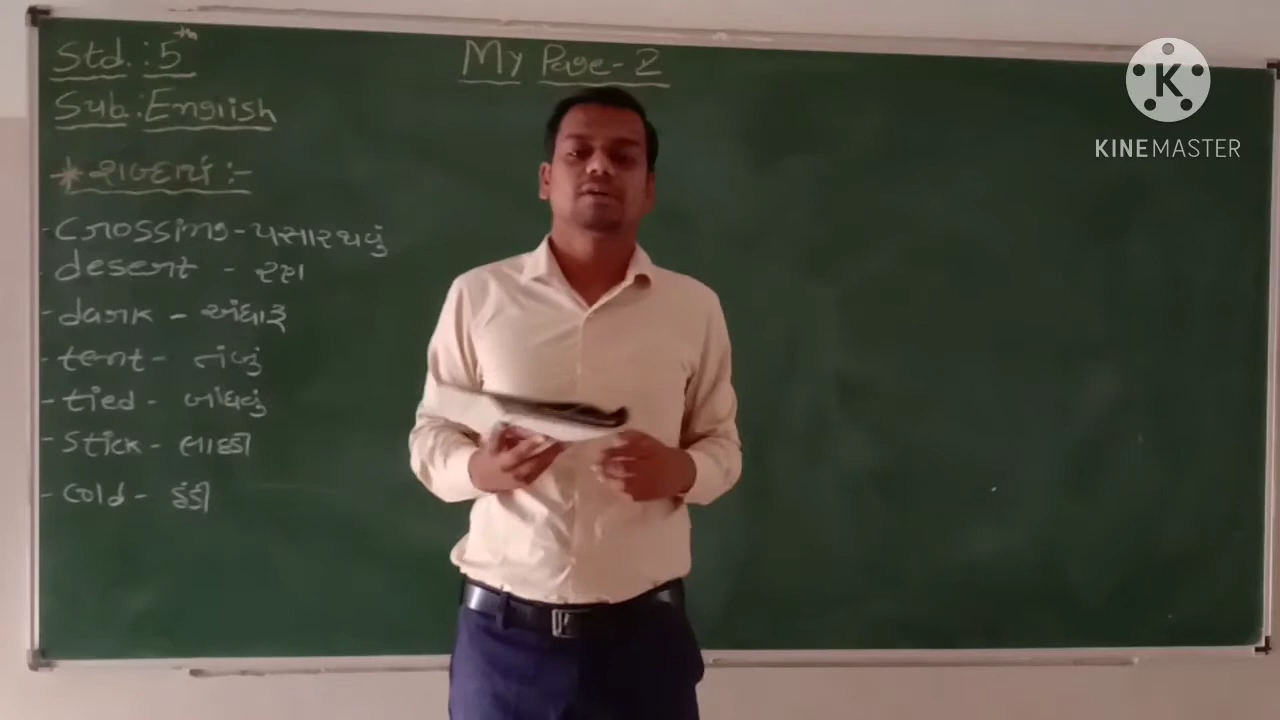 Std.: 5th
My Page-2
Sub.: English
* શબ્દાર્થ :-
- Crossing - પસાર થવું
- desert - રણ
- dark - અંધારૂ
- tent - તંબું
- tied - બાંધવું
- Stick - લાકડી
- Cold - ઠંડી
K
KINEMASTER